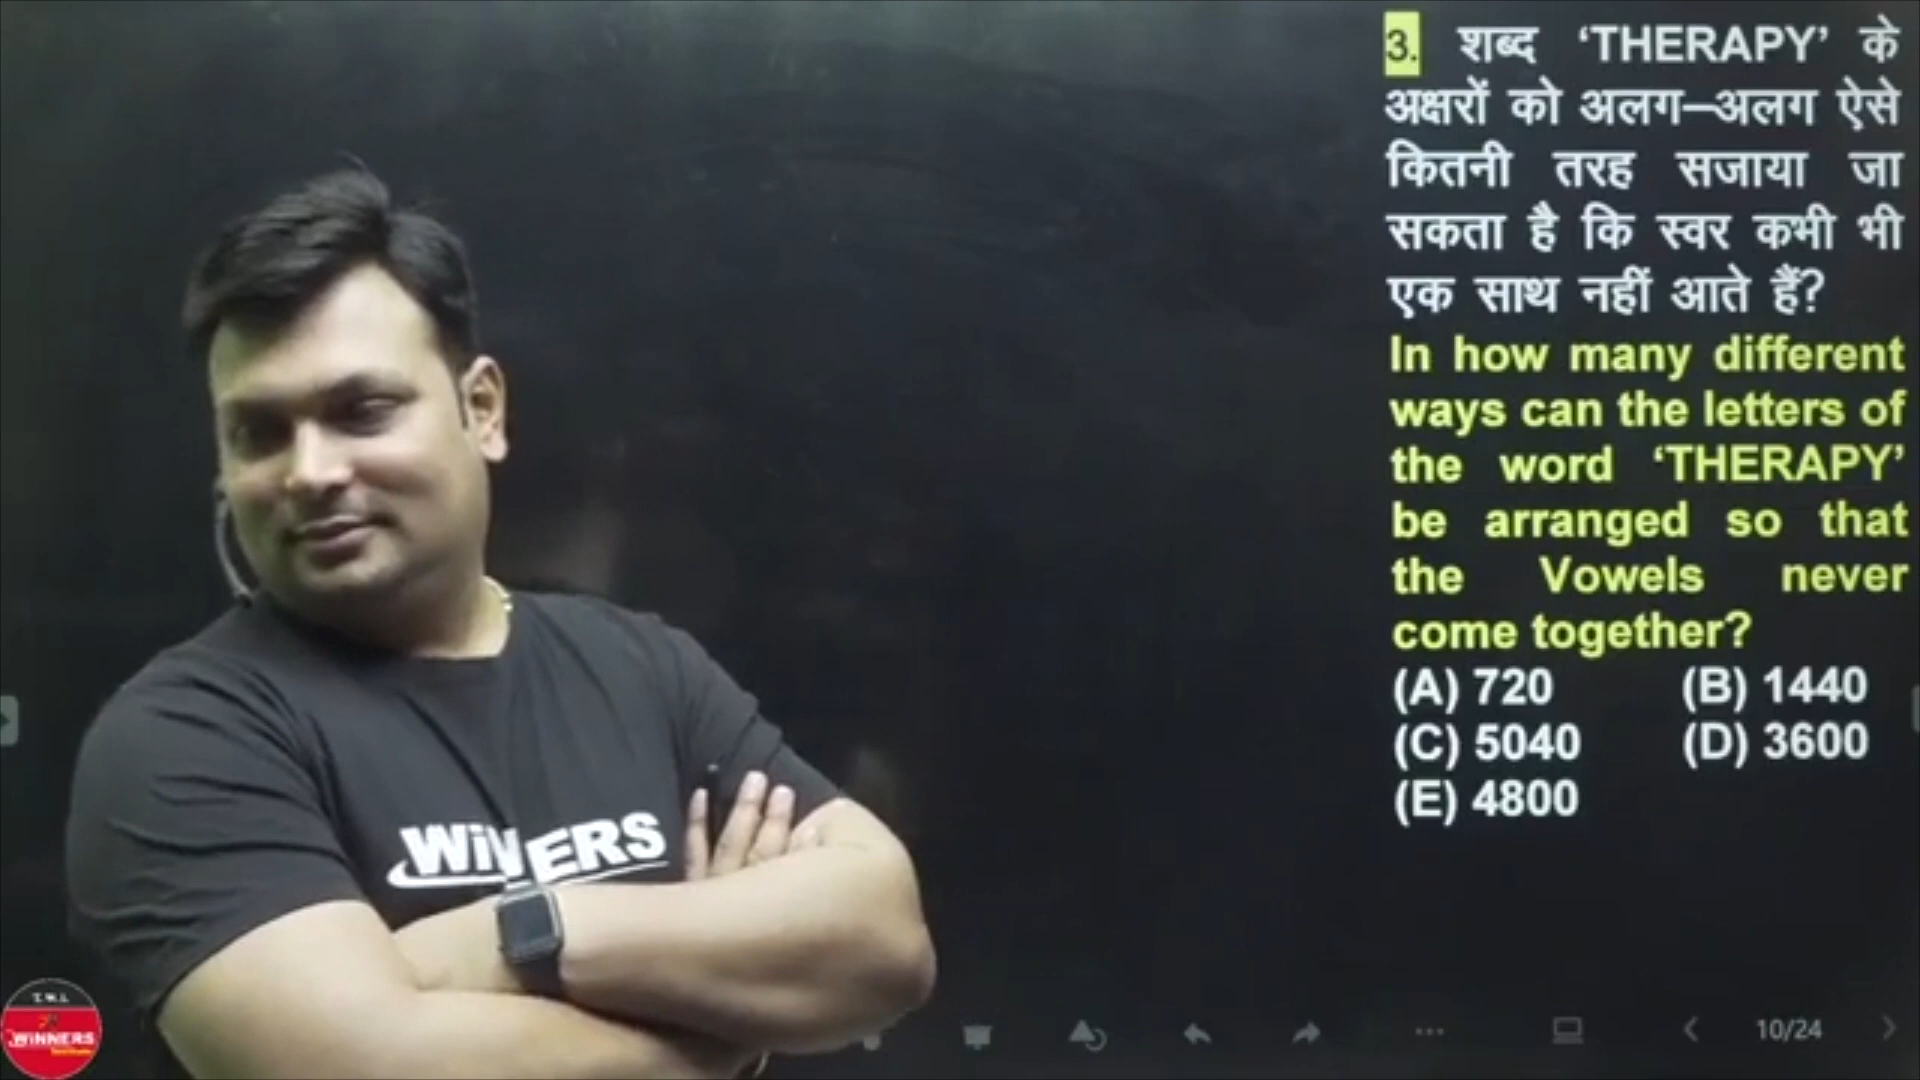 3. शब्द ‘THERAPY’ के
अक्षरों को अलग–अलग ऐसे
कितनी तरह सजाया जा
सकता है कि स्वर कभी भी
एक साथ नहीं आते हैं?
In how many different
ways can the letters of
the word ‘THERAPY’
be arranged so that
the Vowels never
come together?
(A) 720 (B) 1440
(C) 5040 (D) 3600
(E) 4800
WiNNERS
WiNNERS
10/24